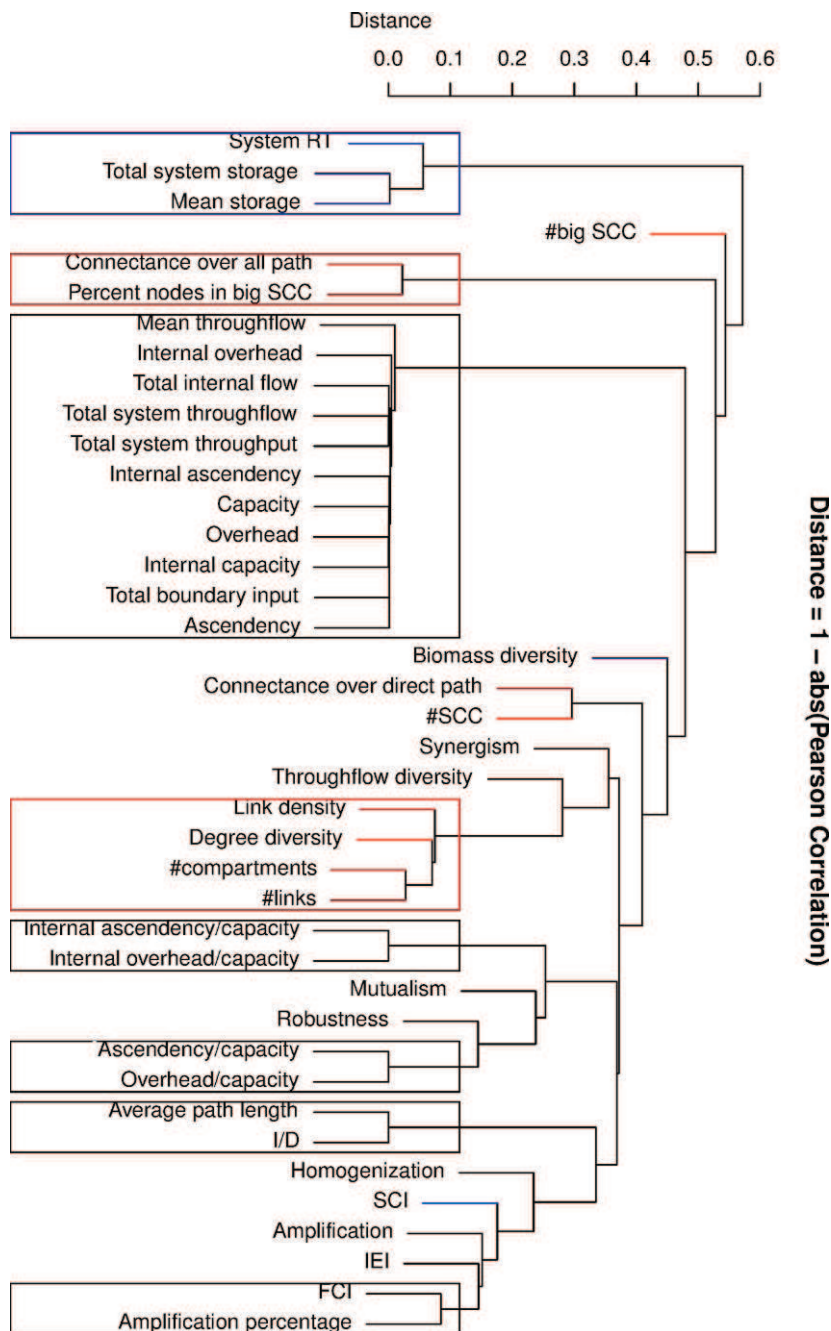 Distance
0.0 0.1 0.2 0.3 0.4 0.5 0.6
System RT
Total system storage
Mean storage
#big SCC
Connectance over all path
Percent nodes in big SCC
Mean throughflow
Internal overhead
Total internal flow
Total system throughflow
Total system throughput
Internal ascendency
Capacity
Overhead
Internal capacity
Total boundary input
Ascendency
Biomass diversity
Connectance over direct path
#SCC
Synergism
Throughflow diversity
Link density
Degree diversity
#compartments
#links
Internal ascendency/capacity
Internal overhead/capacity
Mutualism
Robustness
Ascendency/capacity
Overhead/capacity
Average path length
I/D
Homogenization
SCI
Amplification
IEI
FCI
Amplification percentage
Distance = 1 − abs(Pearson Correlation)